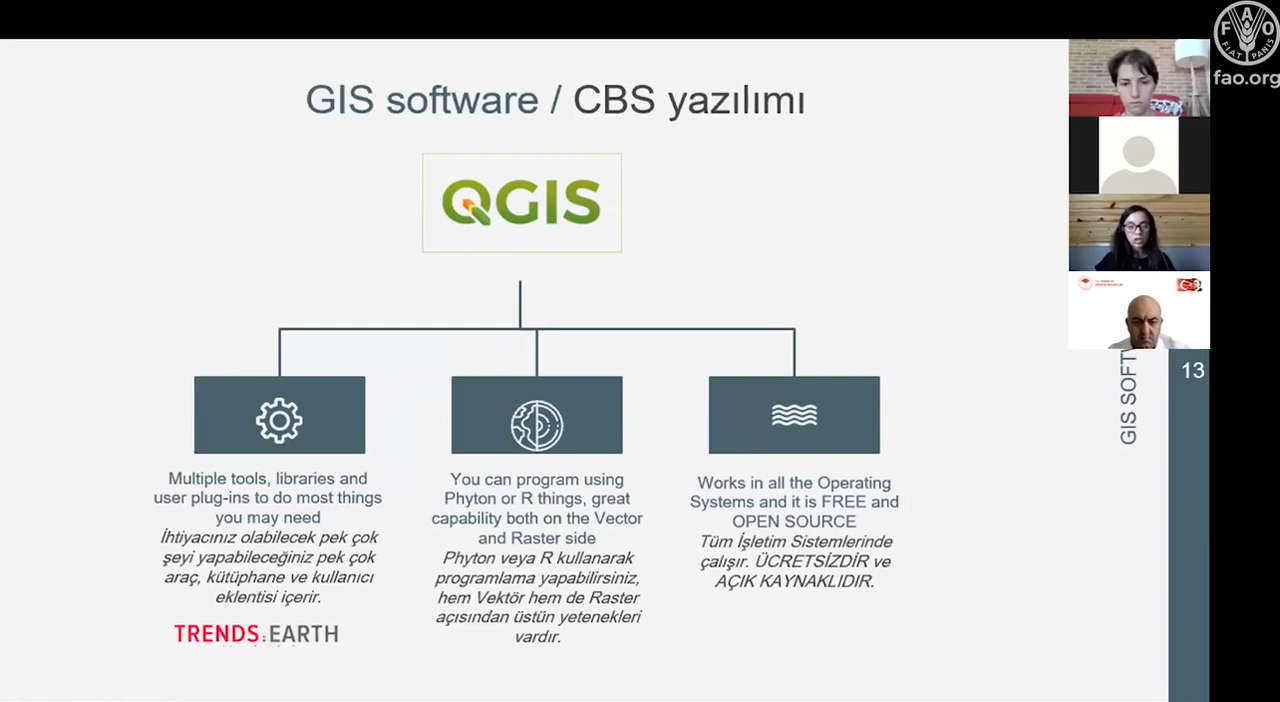 GIS software / CBS yazılımı
QGIS
Multiple tools, libraries and
user plug-ins to do most things
you may need
İhtiyacınız olabilecek pek çok
şeyi yapabileceğiniz pek çok
araç, kütüphane ve kullanıcı
eklentisi içerir.
TRENDS.EARTH
You can program using
Phyton or R things, great
capability both on the Vector
and Raster side
Phyton veya R kullanarak
programlama yapabilirsiniz,
hem Vektör hem de Raster
açısından üstün yetenekleri
vardır.
Works in all the Operating
Systems and it is FREE and
OPEN SOURCE
Tüm İşletim Sistemlerinde
çalışır. ÜCRETSİZDİR ve
AÇIK KAYNAKLIDIR.
GIS SOFT
13
FAO
FIAT PANIS
fao.org